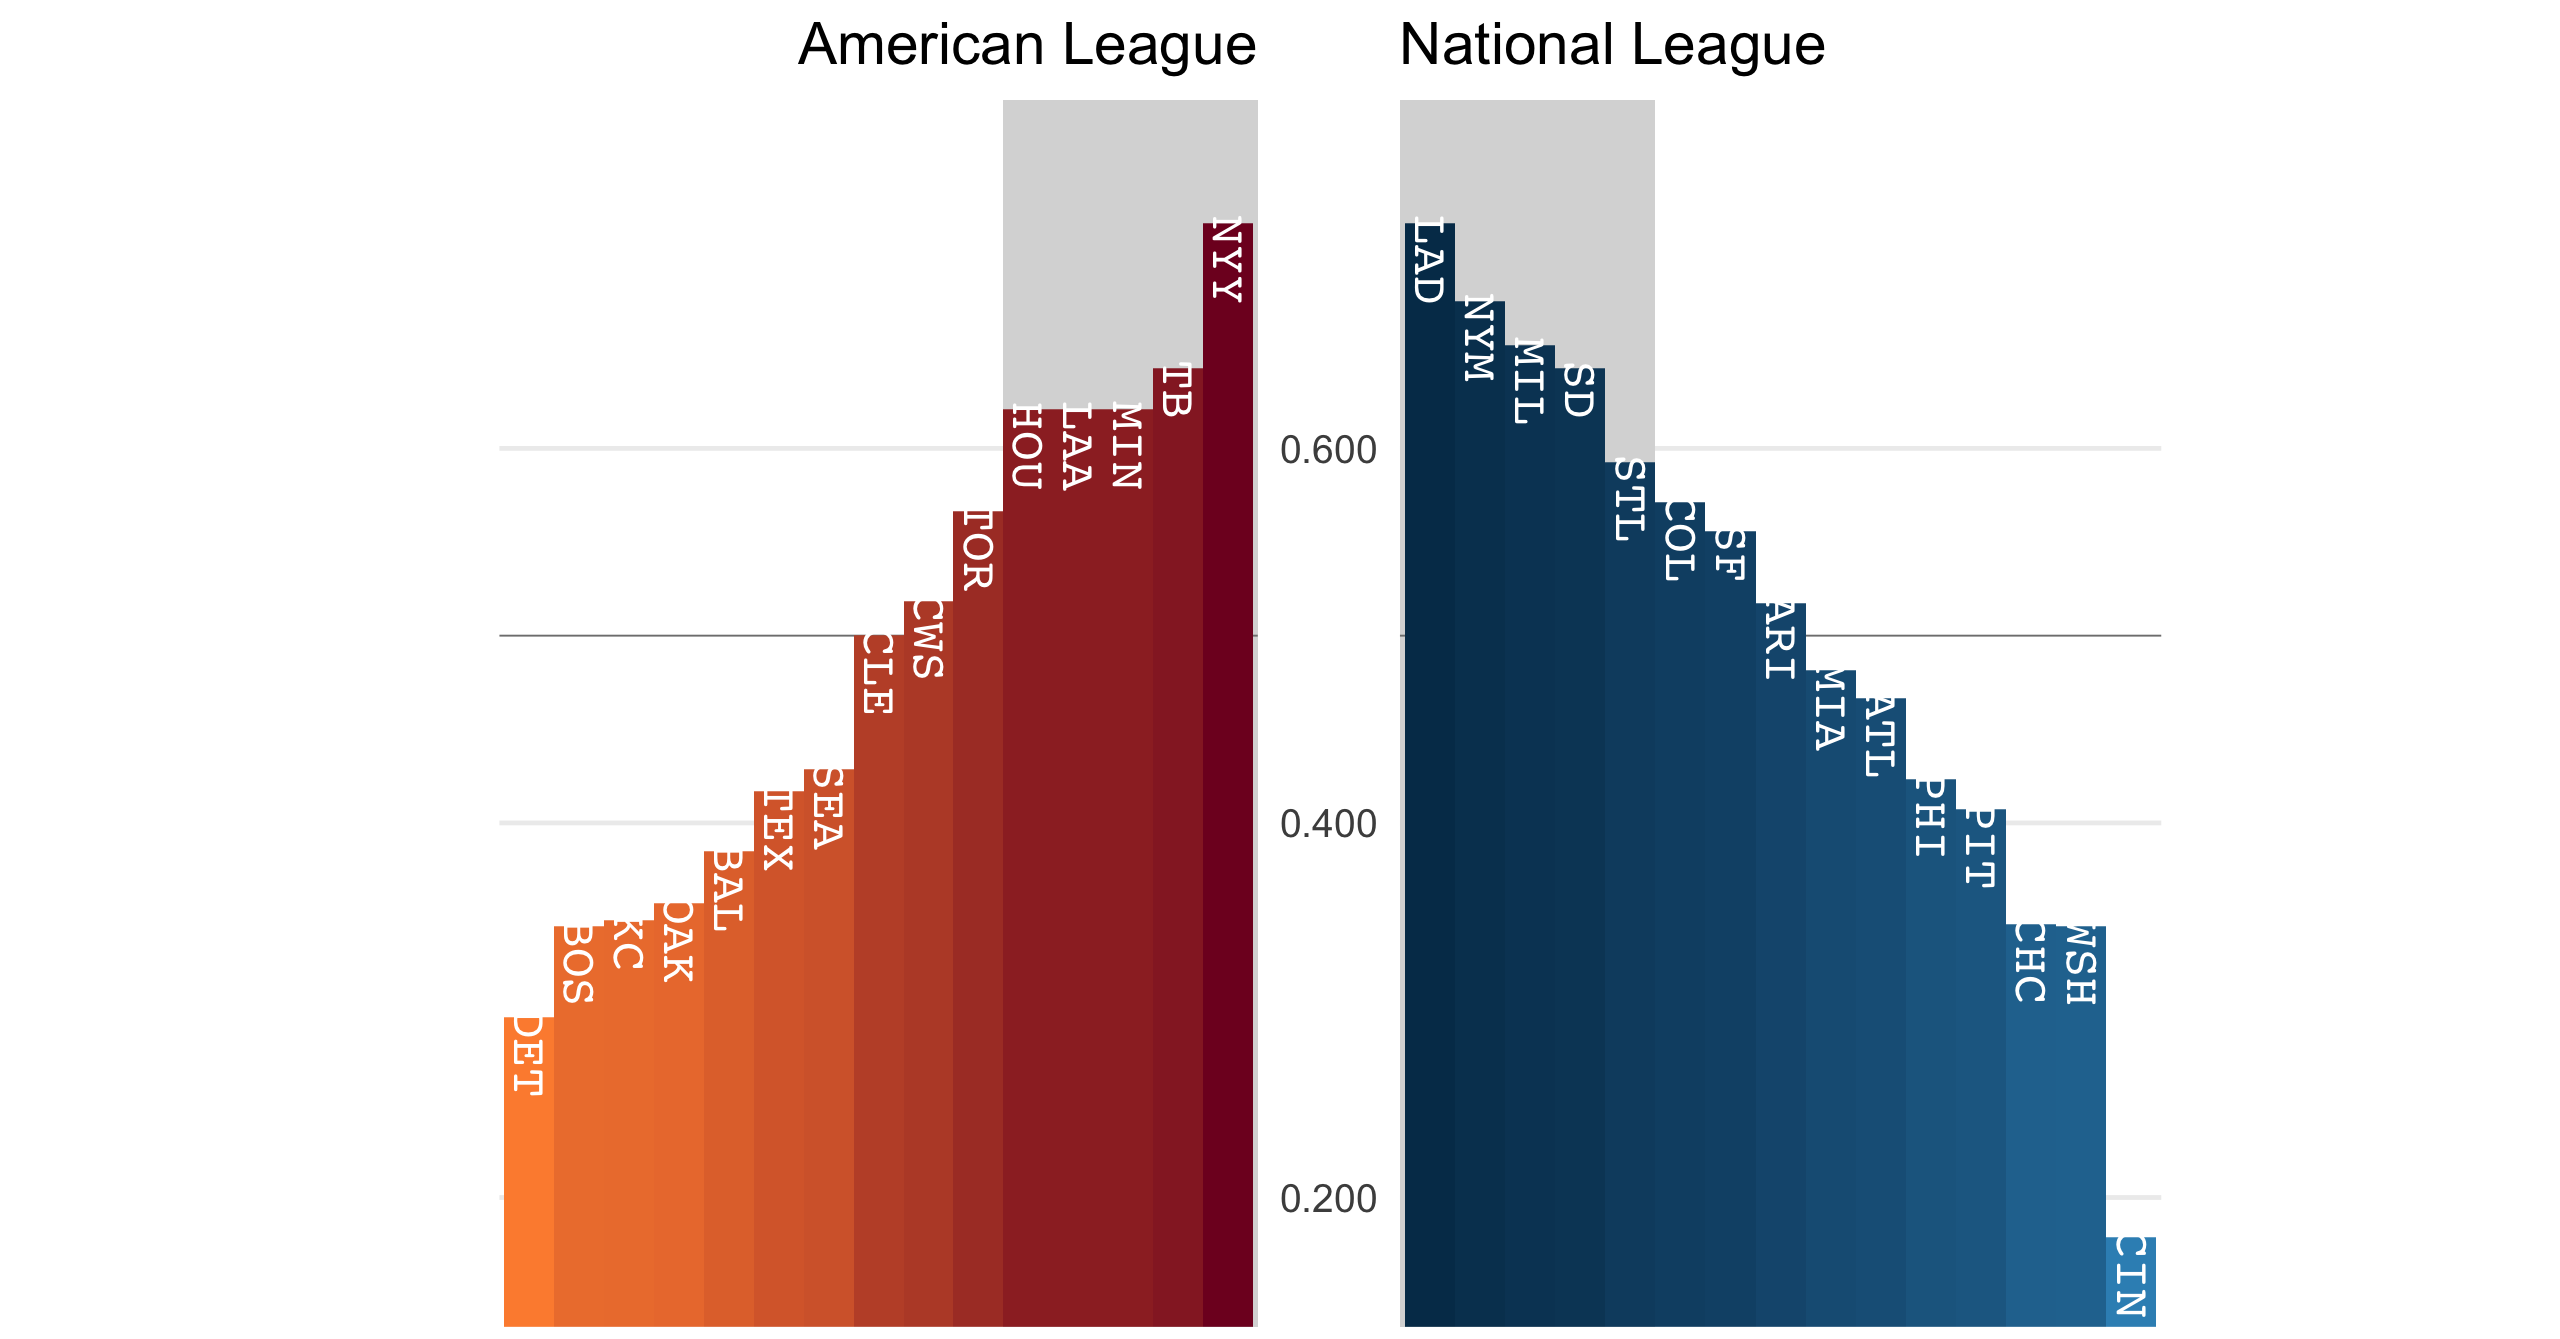 American League
National League
NYY
LAD
NYM
MIL
TB
SD
HOU
LAA
MIN
0.600
STL
COL
TOR
SF
CWS
ARI
CLE
MIA
ATL
SEA
PHI
TEX
PIT
0.400
BAL
OAK
KC
BOS
CHC
WSH
DET
0.200
CIN